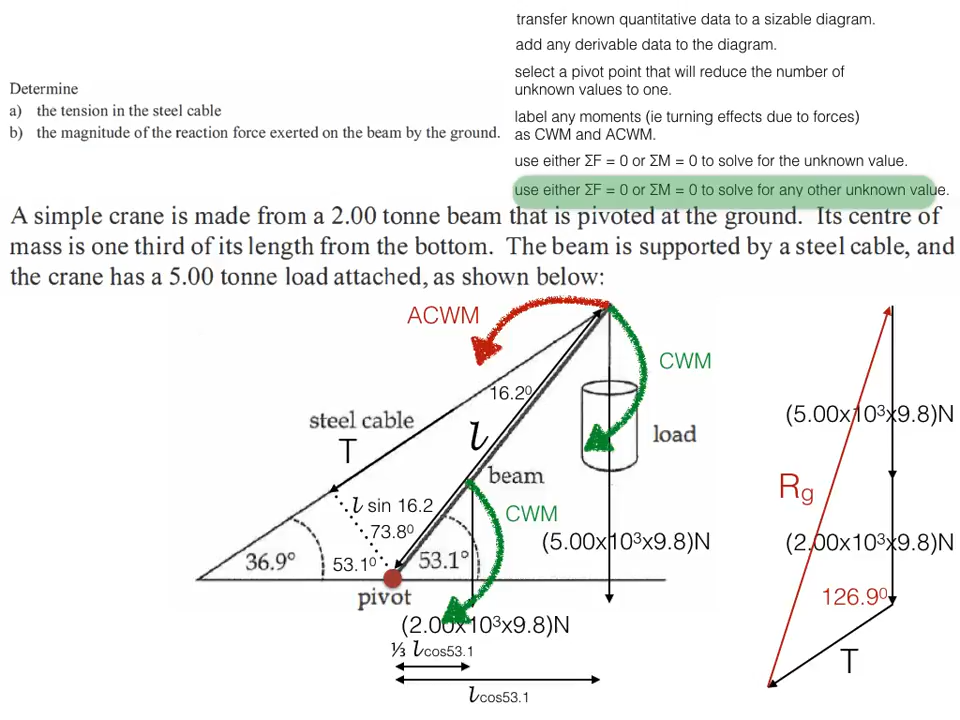 transfer known quantitative data to a sizable diagram.
add any derivable data to the diagram.
select a pivot point that will reduce the number of
unknown values to one.
label any moments (ie turning effects due to forces)
as CWM and ACWM.
use either ΣF = 0 or ΣM = 0 to solve for the unknown value.
use either ΣF = 0 or ΣM = 0 to solve for any other unknown value.
Determine
a) the tension in the steel cable
b) the magnitude of the reaction force exerted on the beam by the ground.
A simple crane is made from a 2.00 tonne beam that is pivoted at the ground. Its centre of
mass is one third of its length from the bottom. The beam is supported by a steel cable, and
the crane has a 5.00 tonne load attached, as shown below:
ACWM
CWM
16.2⁰
steel cable
T
l
load
beam
l sin 16.2
CWM
73.8⁰
(5.00x10³x9.8)N
36.9°
53.1⁰
53.1°
pivot
(2.00x10³x9.8)N
⅓ lcos53.1
lcos53.1
(5.00x10³x9.8)N
Rg
(2.00x10³x9.8)N
126.9⁰
T